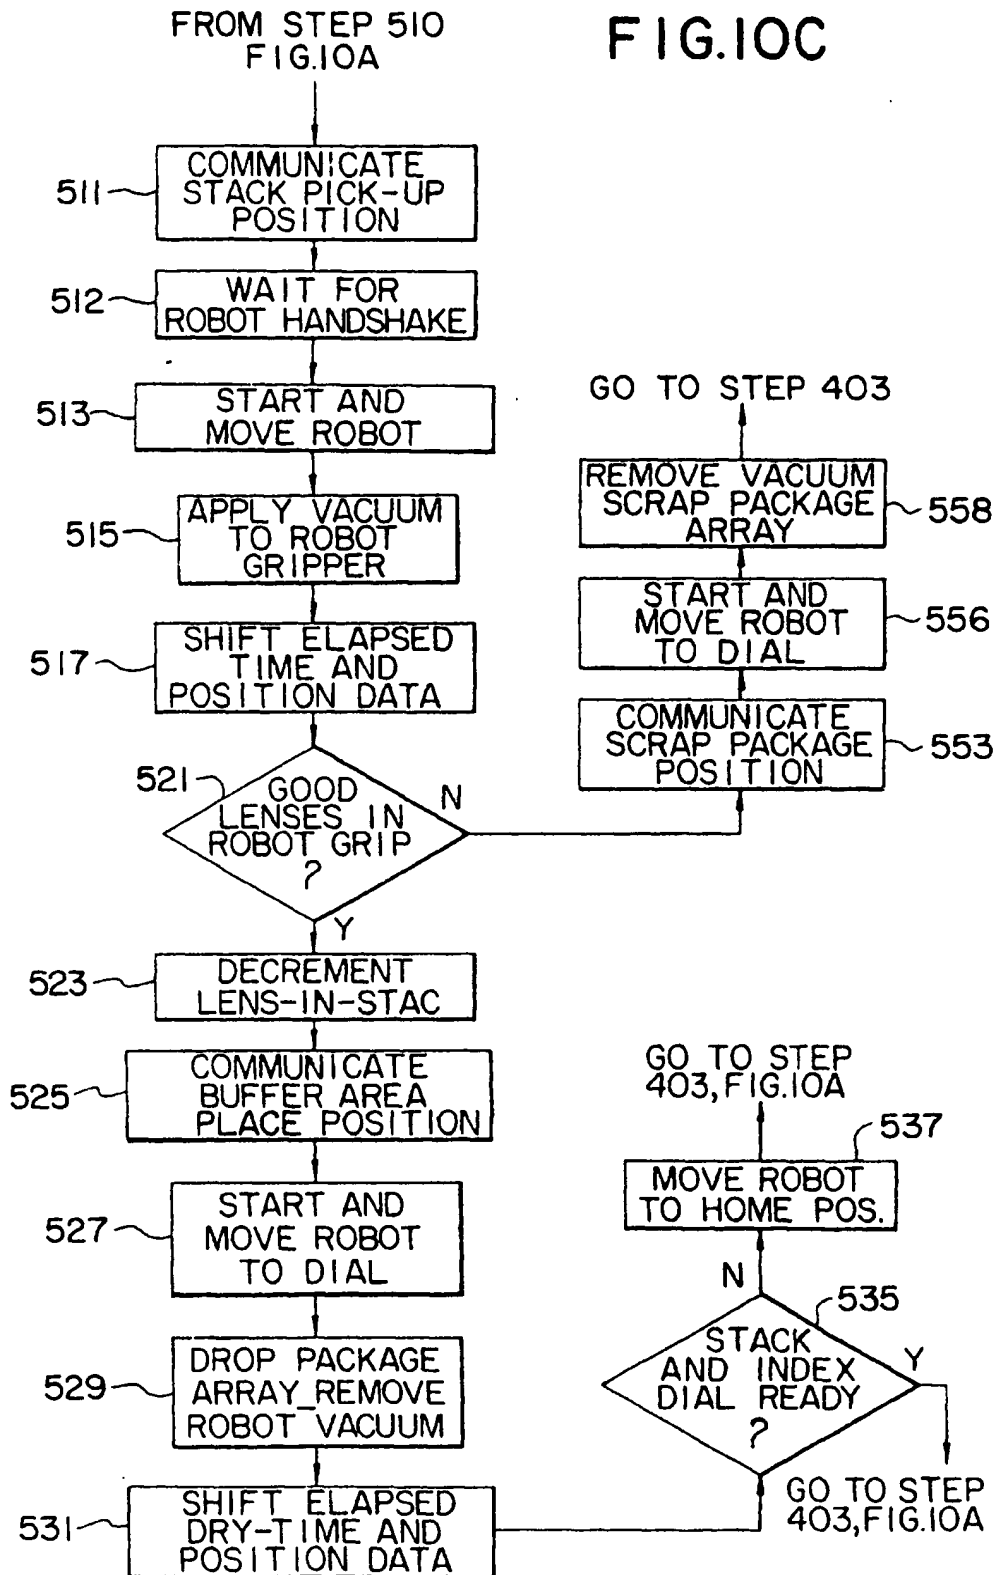 FROM STEP 510
FIG.10A
FIG.10C
511
COMMUNICATE
STACK PICK-UP
POSITION
512
WAIT FOR
ROBOT HANDSHAKE
513
START AND
MOVE ROBOT
515
APPLY VACUUM
TO ROBOT
GRIPPER
517
SHIFT ELAPSED
TIME AND
POSITION DATA
521
GOOD
LENSES IN
ROBOT GRIP
?
N
Y
GO TO STEP 403
REMOVE VACUUM
SCRAP PACKAGE
ARRAY
558
START AND
MOVE ROBOT
TO DIAL
556
COMMUNICATE
SCRAP PACKAGE
POSITION
553
523
DECREMENT
LENS-IN-STAC
525
COMMUNICATE
BUFFER AREA
PLACE POSITION
527
START AND
MOVE ROBOT
TO DIAL
529
DROP PACKAGE
ARRAY_REMOVE
ROBOT VACUUM
531
SHIFT ELAPSED
DRY-TIME AND
POSITION DATA
GO TO STEP
403,FIG.10A
537
MOVE ROBOT
TO HOME POS.
N
535
STACK
AND INDEX
DIAL READY
?
Y
GO TO STEP
403,FIG.10A